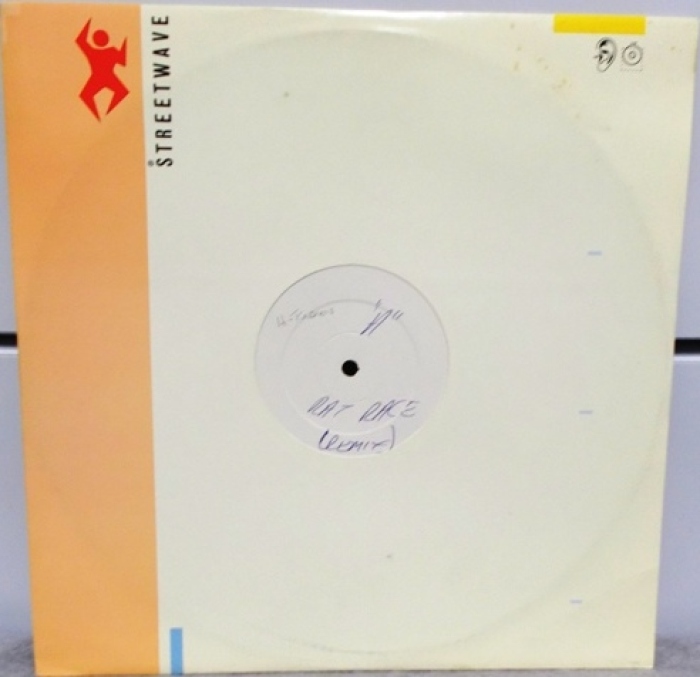 ® STREETWAVE
"A"
RAT RACE
(REMIX)